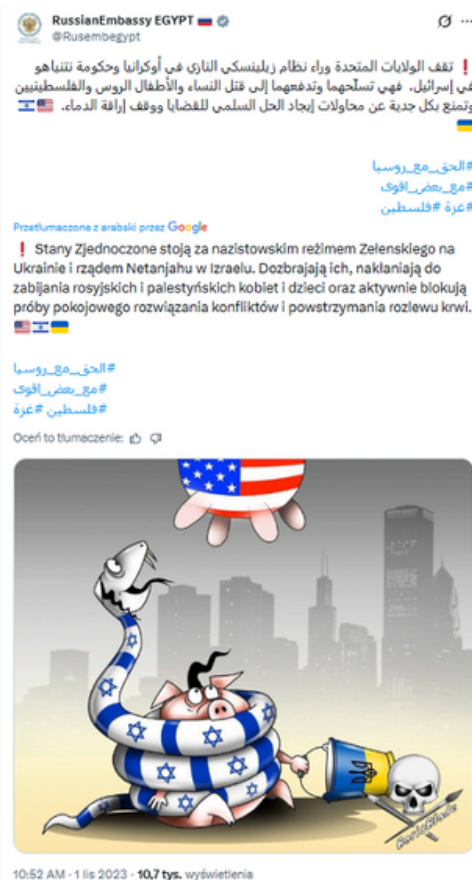 RussianEmbassy EGYPT
@Rusembegypt
❗ تقف الولايات المتحدة وراء نظام زيلينسكي النازي في أوكرانيا وحكومة نتنياهو
في إسرائيل. فهي تسلّحهما وتدفعهما إلى قتل النساء والأطفال الروس والفلسطينيين
وتمنع بكل جدية عن محاولات إيجاد الحل السلمي للقضايا ووقف إراقة الدماء. 🇺🇸 🇮🇱
🇺🇦
#الحق_مع_روسيا
#مع_بعض_اقوى
#غزة #فلسطين
Przetłumaczone z arabski przez Google
❗ Stany Zjednoczone stoją za nazistowskim reżimem Zełenskiego na
Ukrainie i rządem Netanjahu w Izraelu. Dozbrajają ich, nakłaniają do
zabijania rosyjskich i palestyńskich kobiet i dzieci oraz aktywnie blokują
próby pokojowego rozwiązania konfliktów i powstrzymania rozlewu krwi.
🇺🇸 🇮🇱 🇺🇦
#الحق_مع_روسيا
#مع_بعض_اقوى
#فلسطين #غزة
Oceń to tłumaczenie:
BoricBlade
10:52 AM · 1 lis 2023 · 10,7 tys. wyświetlenia